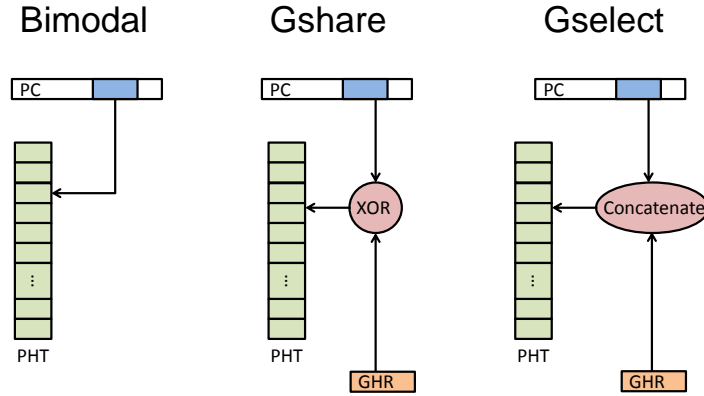 Bimodal
Gshare
Gselect
PC
PC
PC
XOR
Concatenate
...
...
...
PHT
PHT
PHT
GHR
GHR